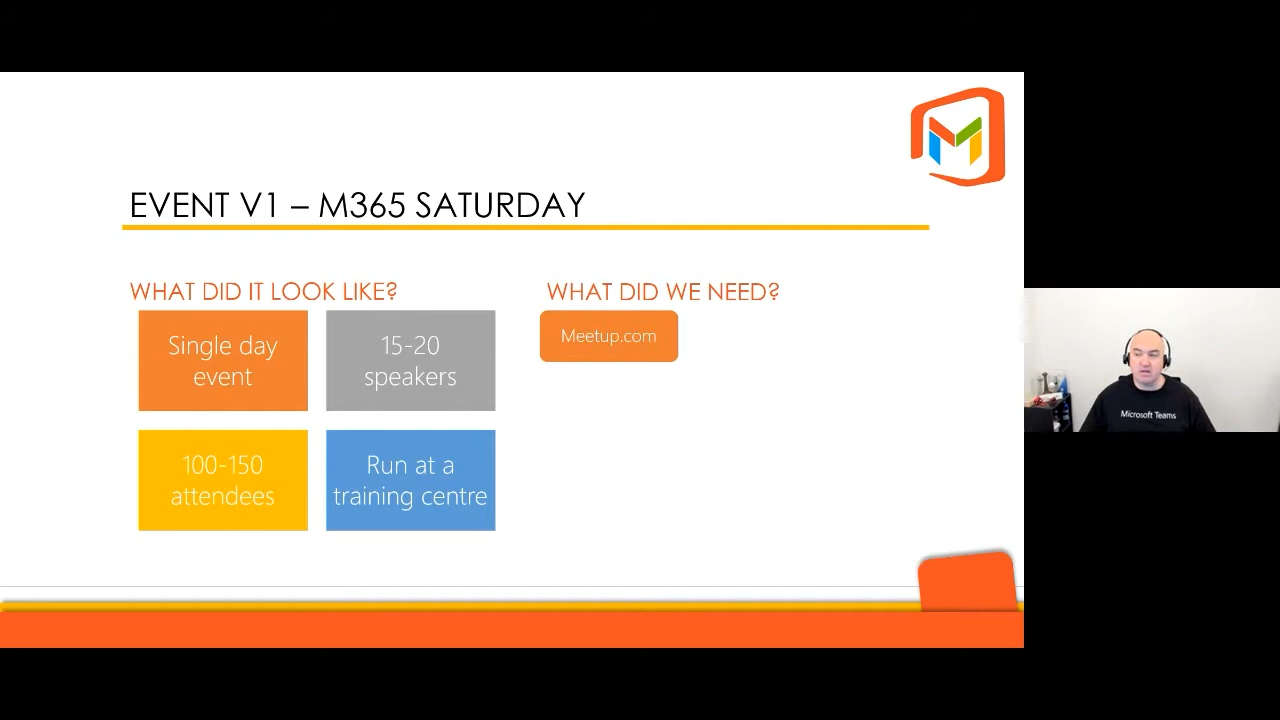 EVENT V1 – M365 SATURDAY
WHAT DID IT LOOK LIKE?
Single day
event
15-20
speakers
100-150
attendees
Run at a
training centre
WHAT DID WE NEED?
Meetup.com
Microsoft Teams